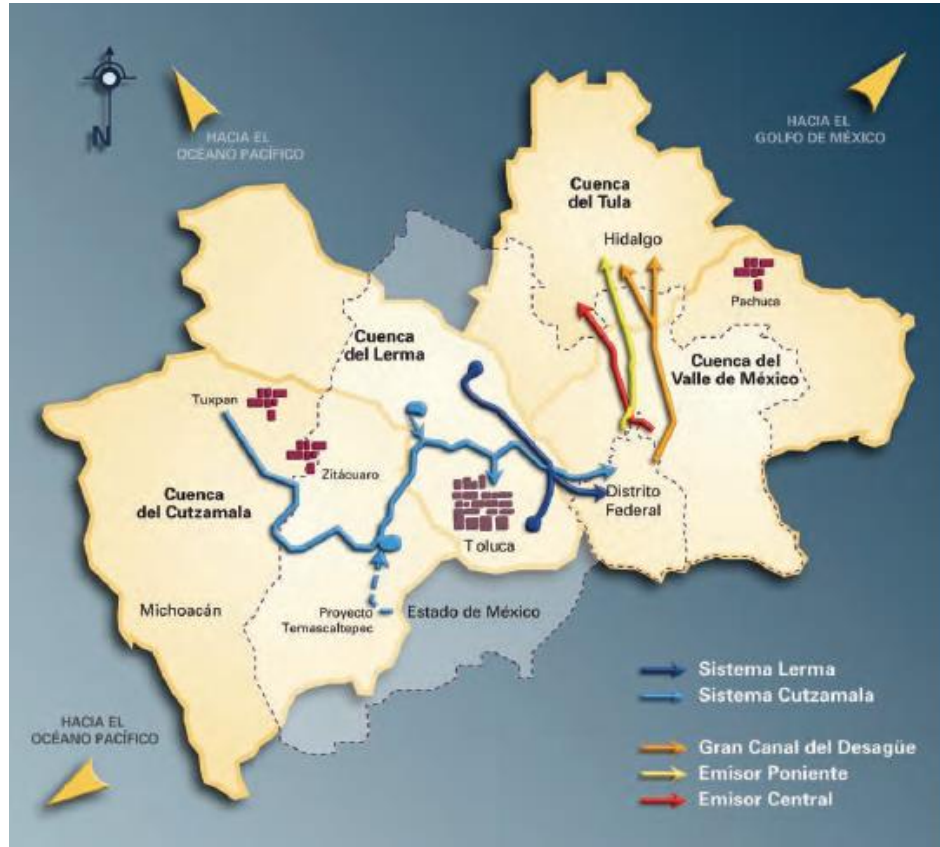 N
HACIA EL
OCÉANO PACÍFICO
HACIA EL
GOLFO DE MÉXICO
Cuenca
del Tula
Hidalgo
Pachuca
Cuenca
del Lerma
Cuenca del
Valle de México
Tuxpan
Zitácuaro
Cuenca
del Cutzamala
Distrito
Federal
Toluca
Michoacán
Proyecto
Temascaltepec
Estado de México
Sistema Lerma
Sistema Cutzamala
HACIA EL
OCÉANO PACÍFICO
Gran Canal del Desagüe
Emisor Poniente
Emisor Central